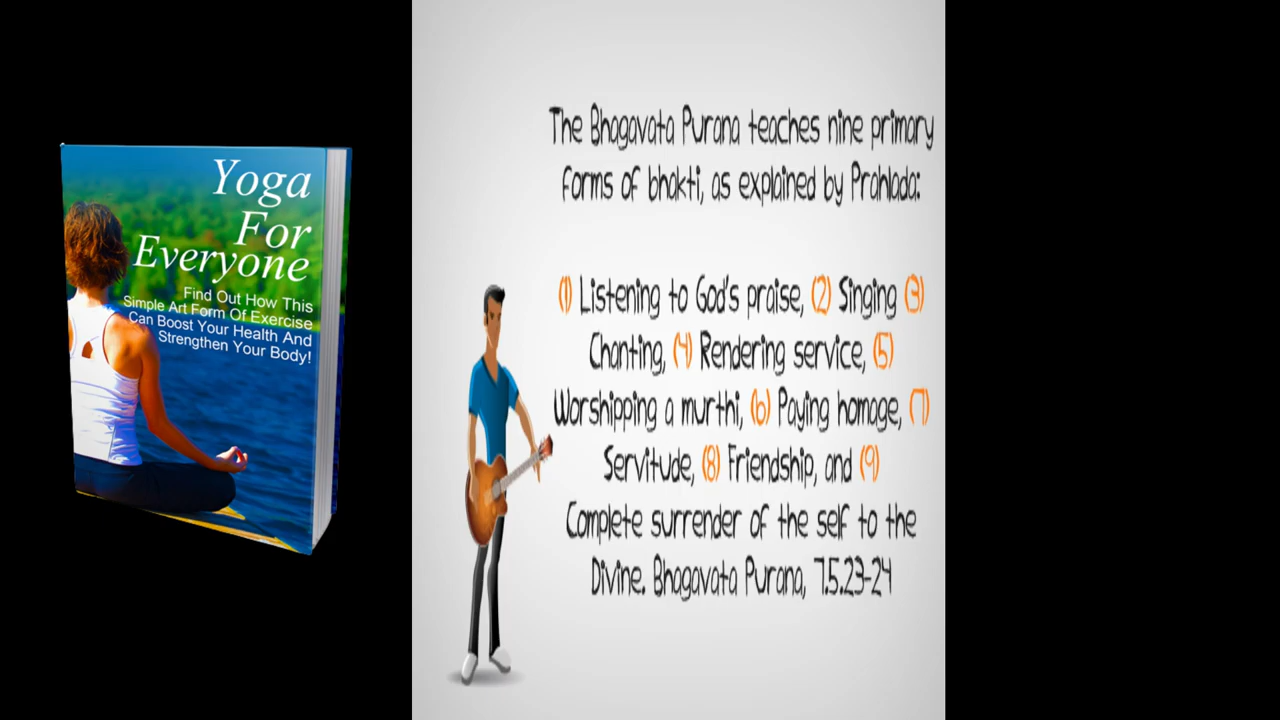 Yoga
For
Everyone
Find Out How This
Simple Art Form Of Exercise
Can Boost Your Health And
Strengthen Your Body!
The Bhagavata Purana teaches nine primary
forms of bhakti, as explained by Prahlada:
(1) Listening to God's praise, (2) Singing (3)
Chanting, (4) Rendering service, (5)
Worshipping a murthi, (6) Paying homage, (7)
Servitude, (8) Friendship, and (9)
Complete surrender of the self to the
Divine. Bhagavata Purana, 7.5.23-24